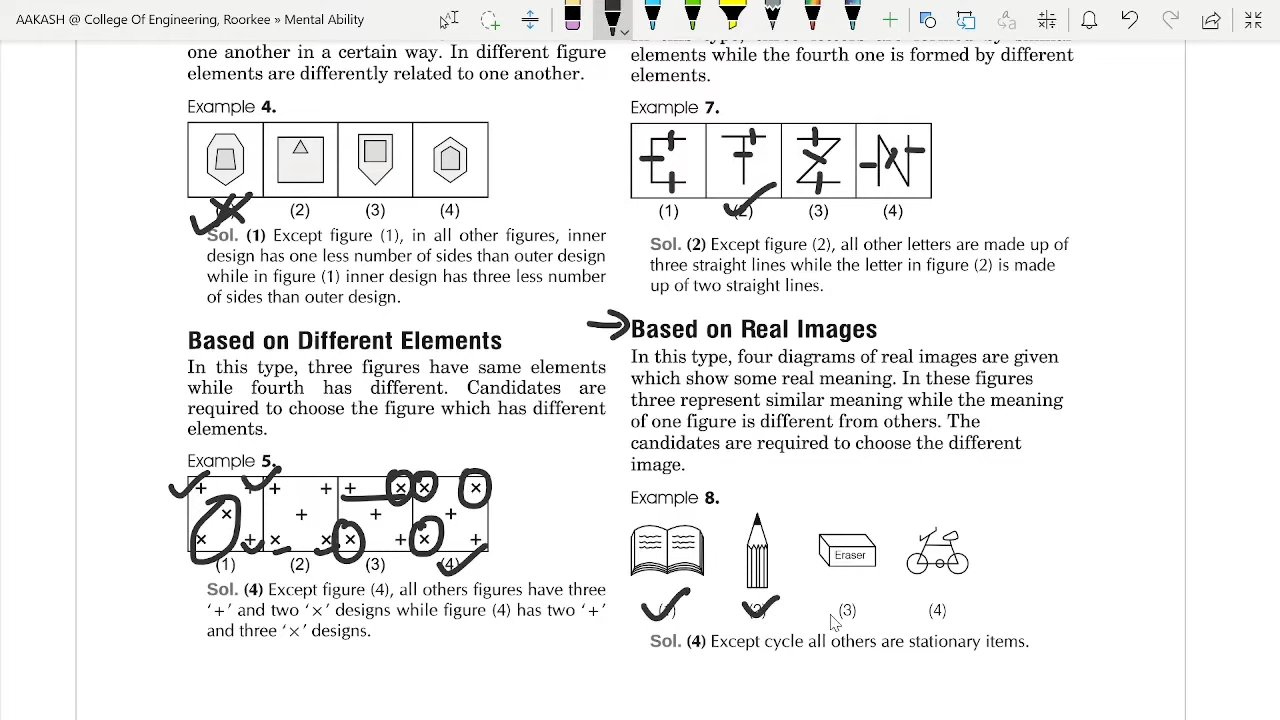 AAKASH @ College Of Engineering, Roorkee » Mental Ability
one another in a certain way. In different figure
elements are differently related to one another.
Example 4.
(2) (3) (4)
Sol. (1) Except figure (1), in all other figures, inner
design has one less number of sides than outer design
while in figure (1) inner design has three less number
of sides than outer design.
Based on Different Elements
In this type, three figures have same elements
while fourth has different. Candidates are
required to choose the figure which has different
elements.
Example 5.
+ + + + + × × ×
× + + +
× + × × × + × +
(1) (2) (3) (4)
Sol. (4) Except figure (4), all others figures have three
‘+’ and two ‘×’ designs while figure (4) has two ‘+’
and three ‘×’ designs.
elements while the fourth one is formed by different
elements.
Example 7.
(1) (2) (3) (4)
Sol. (2) Except figure (2), all other letters are made up of
three straight lines while the letter in figure (2) is made
up of two straight lines.
Based on Real Images
In this type, four diagrams of real images are given
which show some real meaning. In these figures
three represent similar meaning while the meaning
of one figure is different from others. The
candidates are required to choose the different
image.
Example 8.
Eraser
(3) (4)
Sol. (4) Except cycle all others are stationary items.